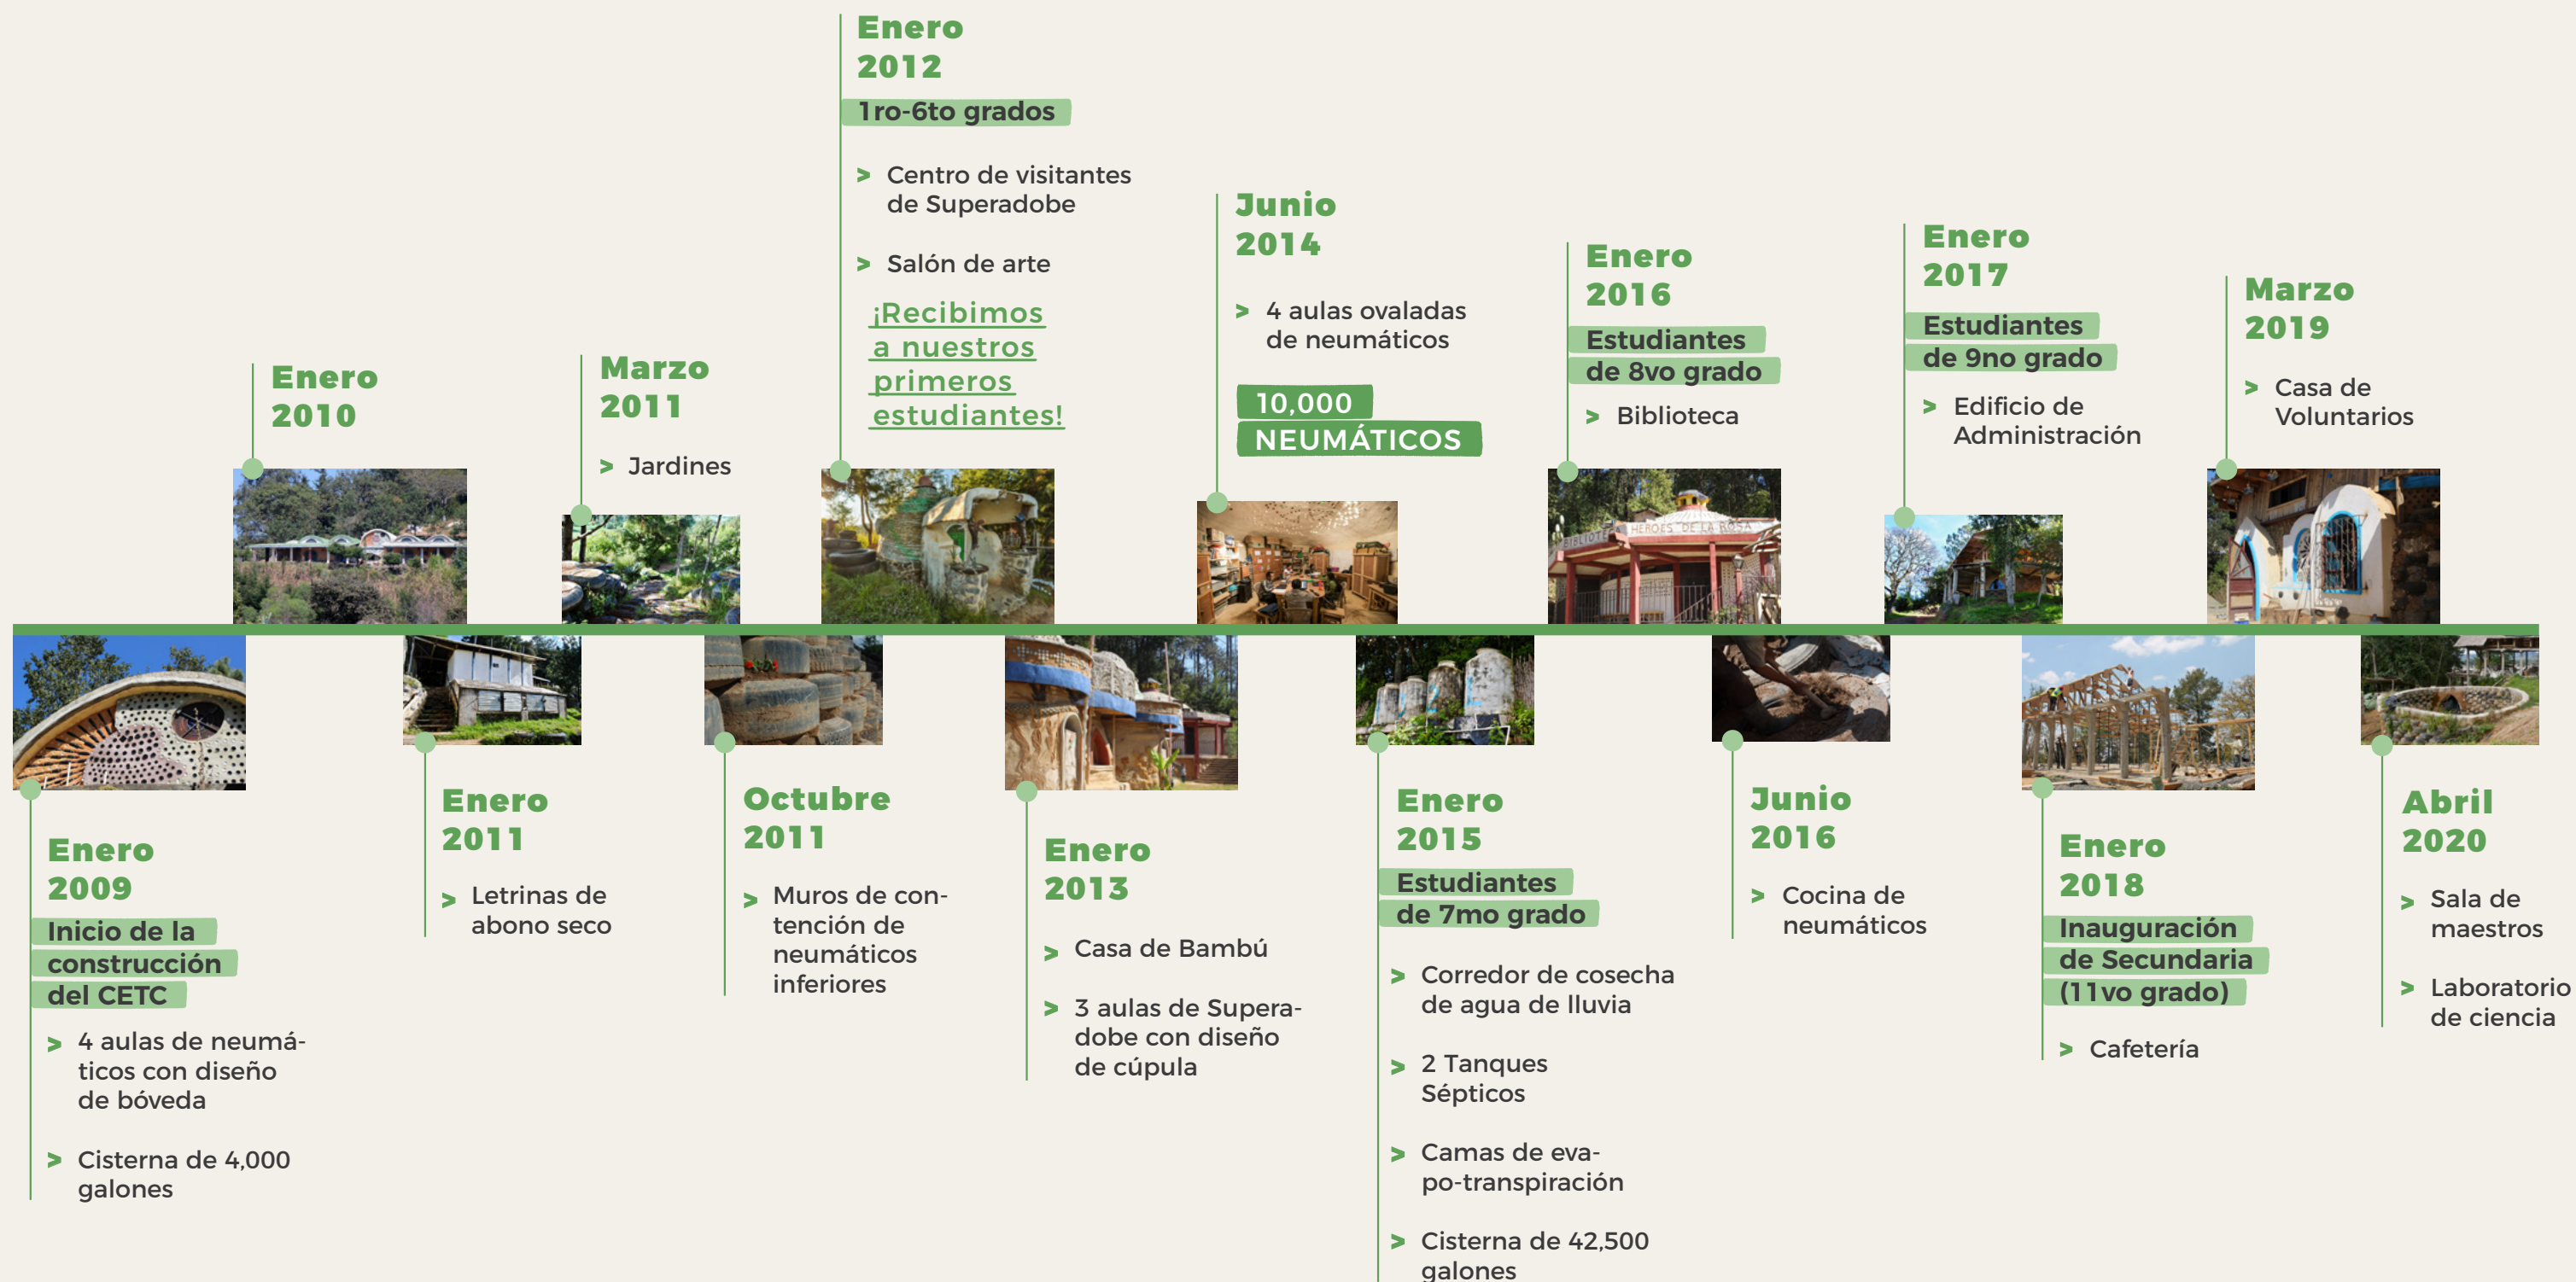 Enero
2009
Inicio de la
construcción
del CETC
> 4 aulas de neumá-
ticos con diseño
de bóveda
> Cisterna de 4,000
galones
Enero
2010
Enero
2011
> Letrinas de
abono seco
Marzo
2011
> Jardines
Octubre
2011
> Muros de con-
tención de
neumáticos
inferiores
Enero
2012
1ro-6to grados
> Centro de visitantes
de Superadobe
> Salón de arte
¡Recibimos
a nuestros
primeros
estudiantes!
Enero
2013
> Casa de Bambú
> 3 aulas de Supera-
dobe con diseño
de cúpula
Junio
2014
> 4 aulas ovaladas
de neumáticos
10,000
NEUMÁTICOS
Enero
2015
Estudiantes
de 7mo grado
> Corredor de cosecha
de agua de lluvia
> 2 Tanques
Sépticos
> Camas de eva-
po-transpiración
> Cisterna de 42,500
galones
Enero
2016
Estudiantes
de 8vo grado
> Biblioteca
BIBLIOTE HEROES DE LA ROSA
Junio
2016
> Cocina de
neumáticos
Enero
2017
Estudiantes
de 9no grado
> Edificio de
Administración
Enero
2018
Inauguración
de Secundaria
(11vo grado)
> Cafetería
Marzo
2019
> Casa de
Voluntarios
Abril
2020
> Sala de
maestros
> Laboratorio
de ciencia